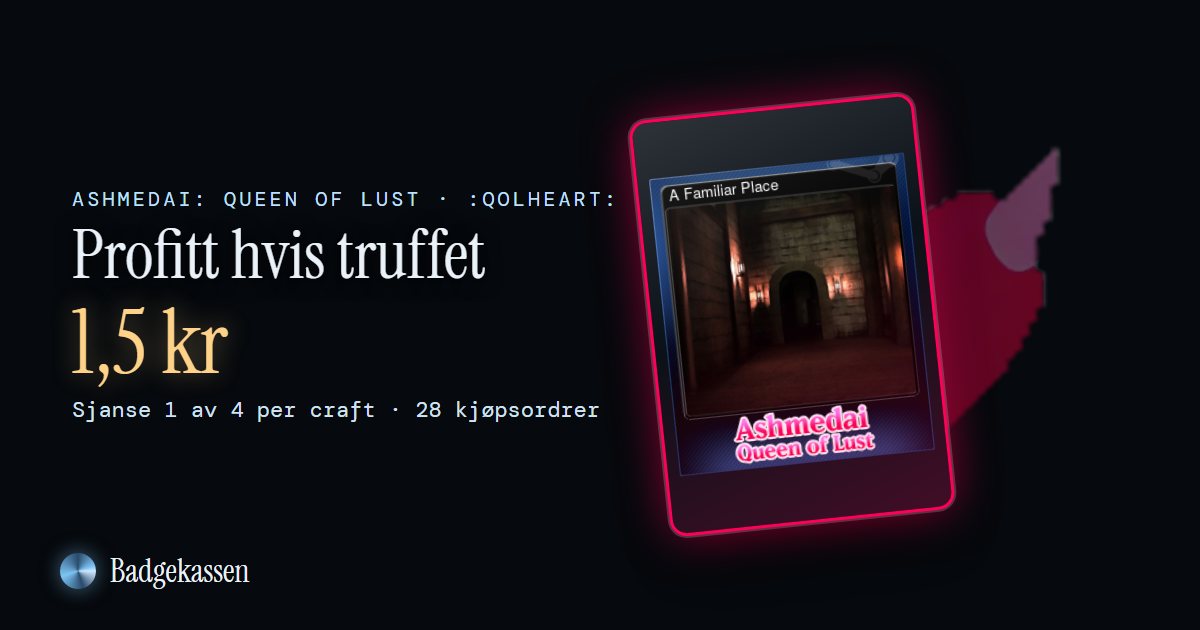 ASHMEDAI: QUEEN OF LUST · :QOLHEART:
Profitt hvis truffet
1,5 kr
Sjanse 1 av 4 per craft · 28 kjøpsordrer
A Familiar Place
Ashmedai
Queen of Lust
Badgekassen